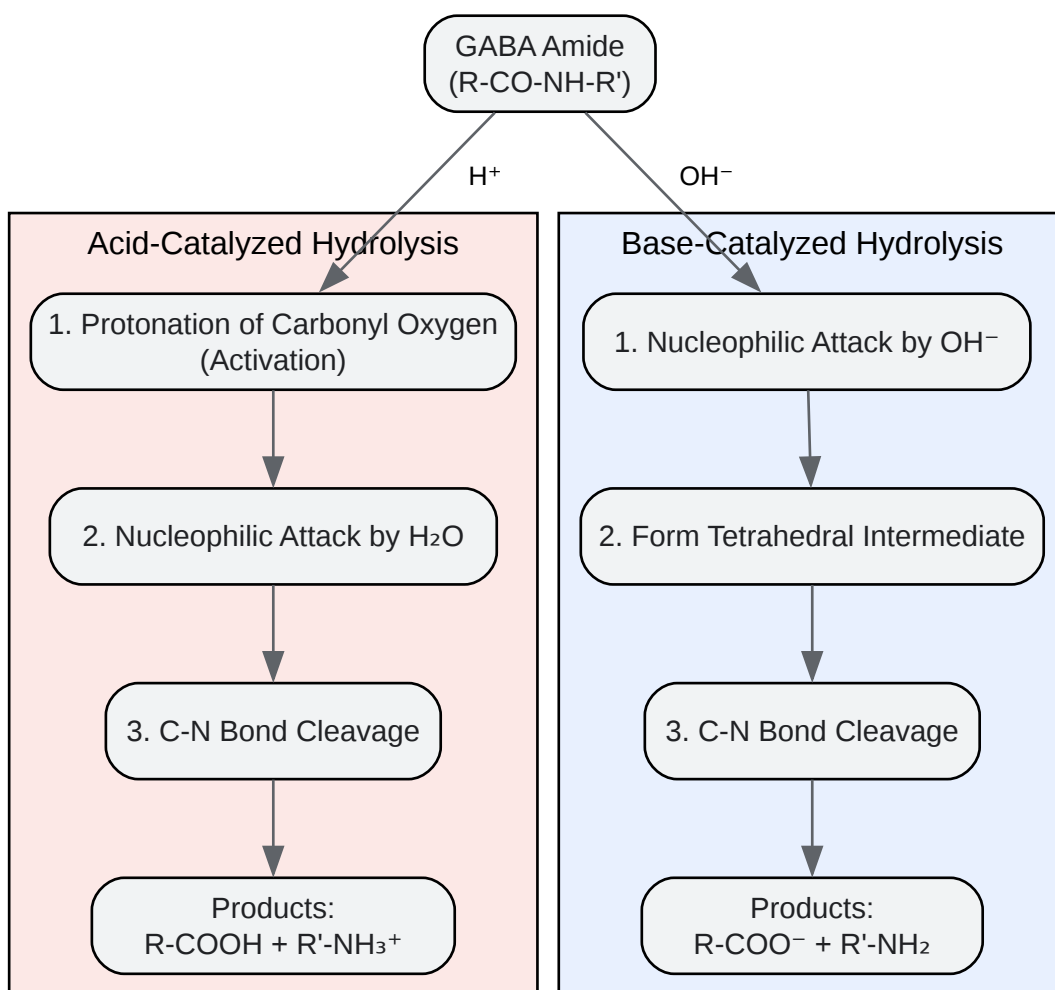 GABA Amide
(R-CO-NH-R')
H⁺
OH⁻
Acid-Catalyzed Hydrolysis
1. Protonation of Carbonyl Oxygen
(Activation)
2. Nucleophilic Attack by H₂O
3. C-N Bond Cleavage
Products:
R-COOH + R'-NH₃⁺
Base-Catalyzed Hydrolysis
1. Nucleophilic Attack by OH⁻
2. Form Tetrahedral Intermediate
3. C-N Bond Cleavage
Products:
R-COO⁻ + R'-NH₂